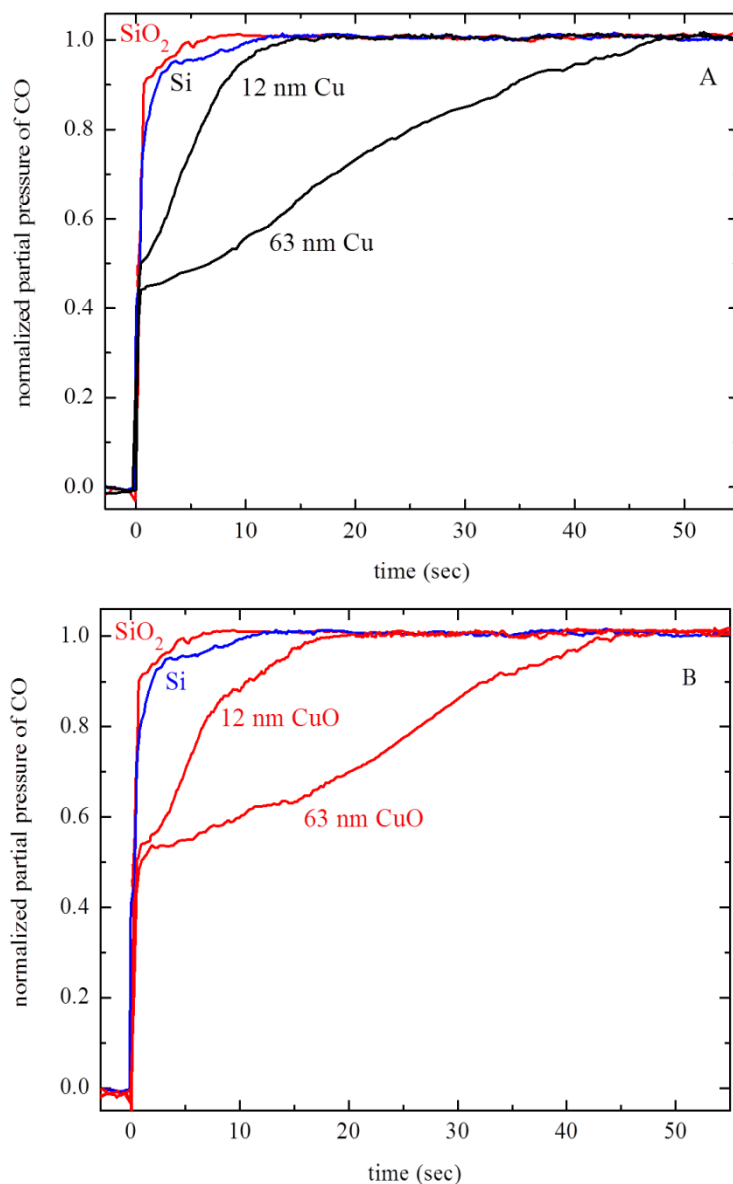 SiO2
Si
12 nm Cu
A
63 nm Cu
1.0
0.8
0.6
0.4
0.2
0.0
normalized partial pressure of CO
0 10 20 30 40 50
time (sec)
SiO2
Si
B
12 nm CuO
63 nm CuO
1.0
0.8
0.6
0.4
0.2
0.0
normalized partial pressure of CO
0 10 20 30 40 50
time (sec)